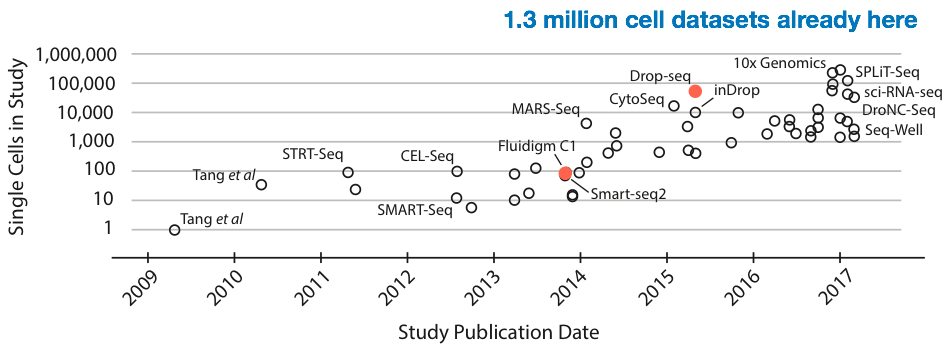 1.3 million cell datasets already here
Single Cells in Study
1,000,000
100,000
10,000
1,000
100
10
1
10x Genomics
SPLiT-Seq
Drop-seq
inDrop
sci-RNA-seq
CytoSeq
MARS-Seq
DroNC-Seq
Seq-Well
Fluidigm C1
STRT-Seq
CEL-Seq
Tang et al
Smart-seq2
SMART-Seq
Tang et al
2009
2010
2011
2012
2013
2014
2015
2016
2017
Study Publication Date